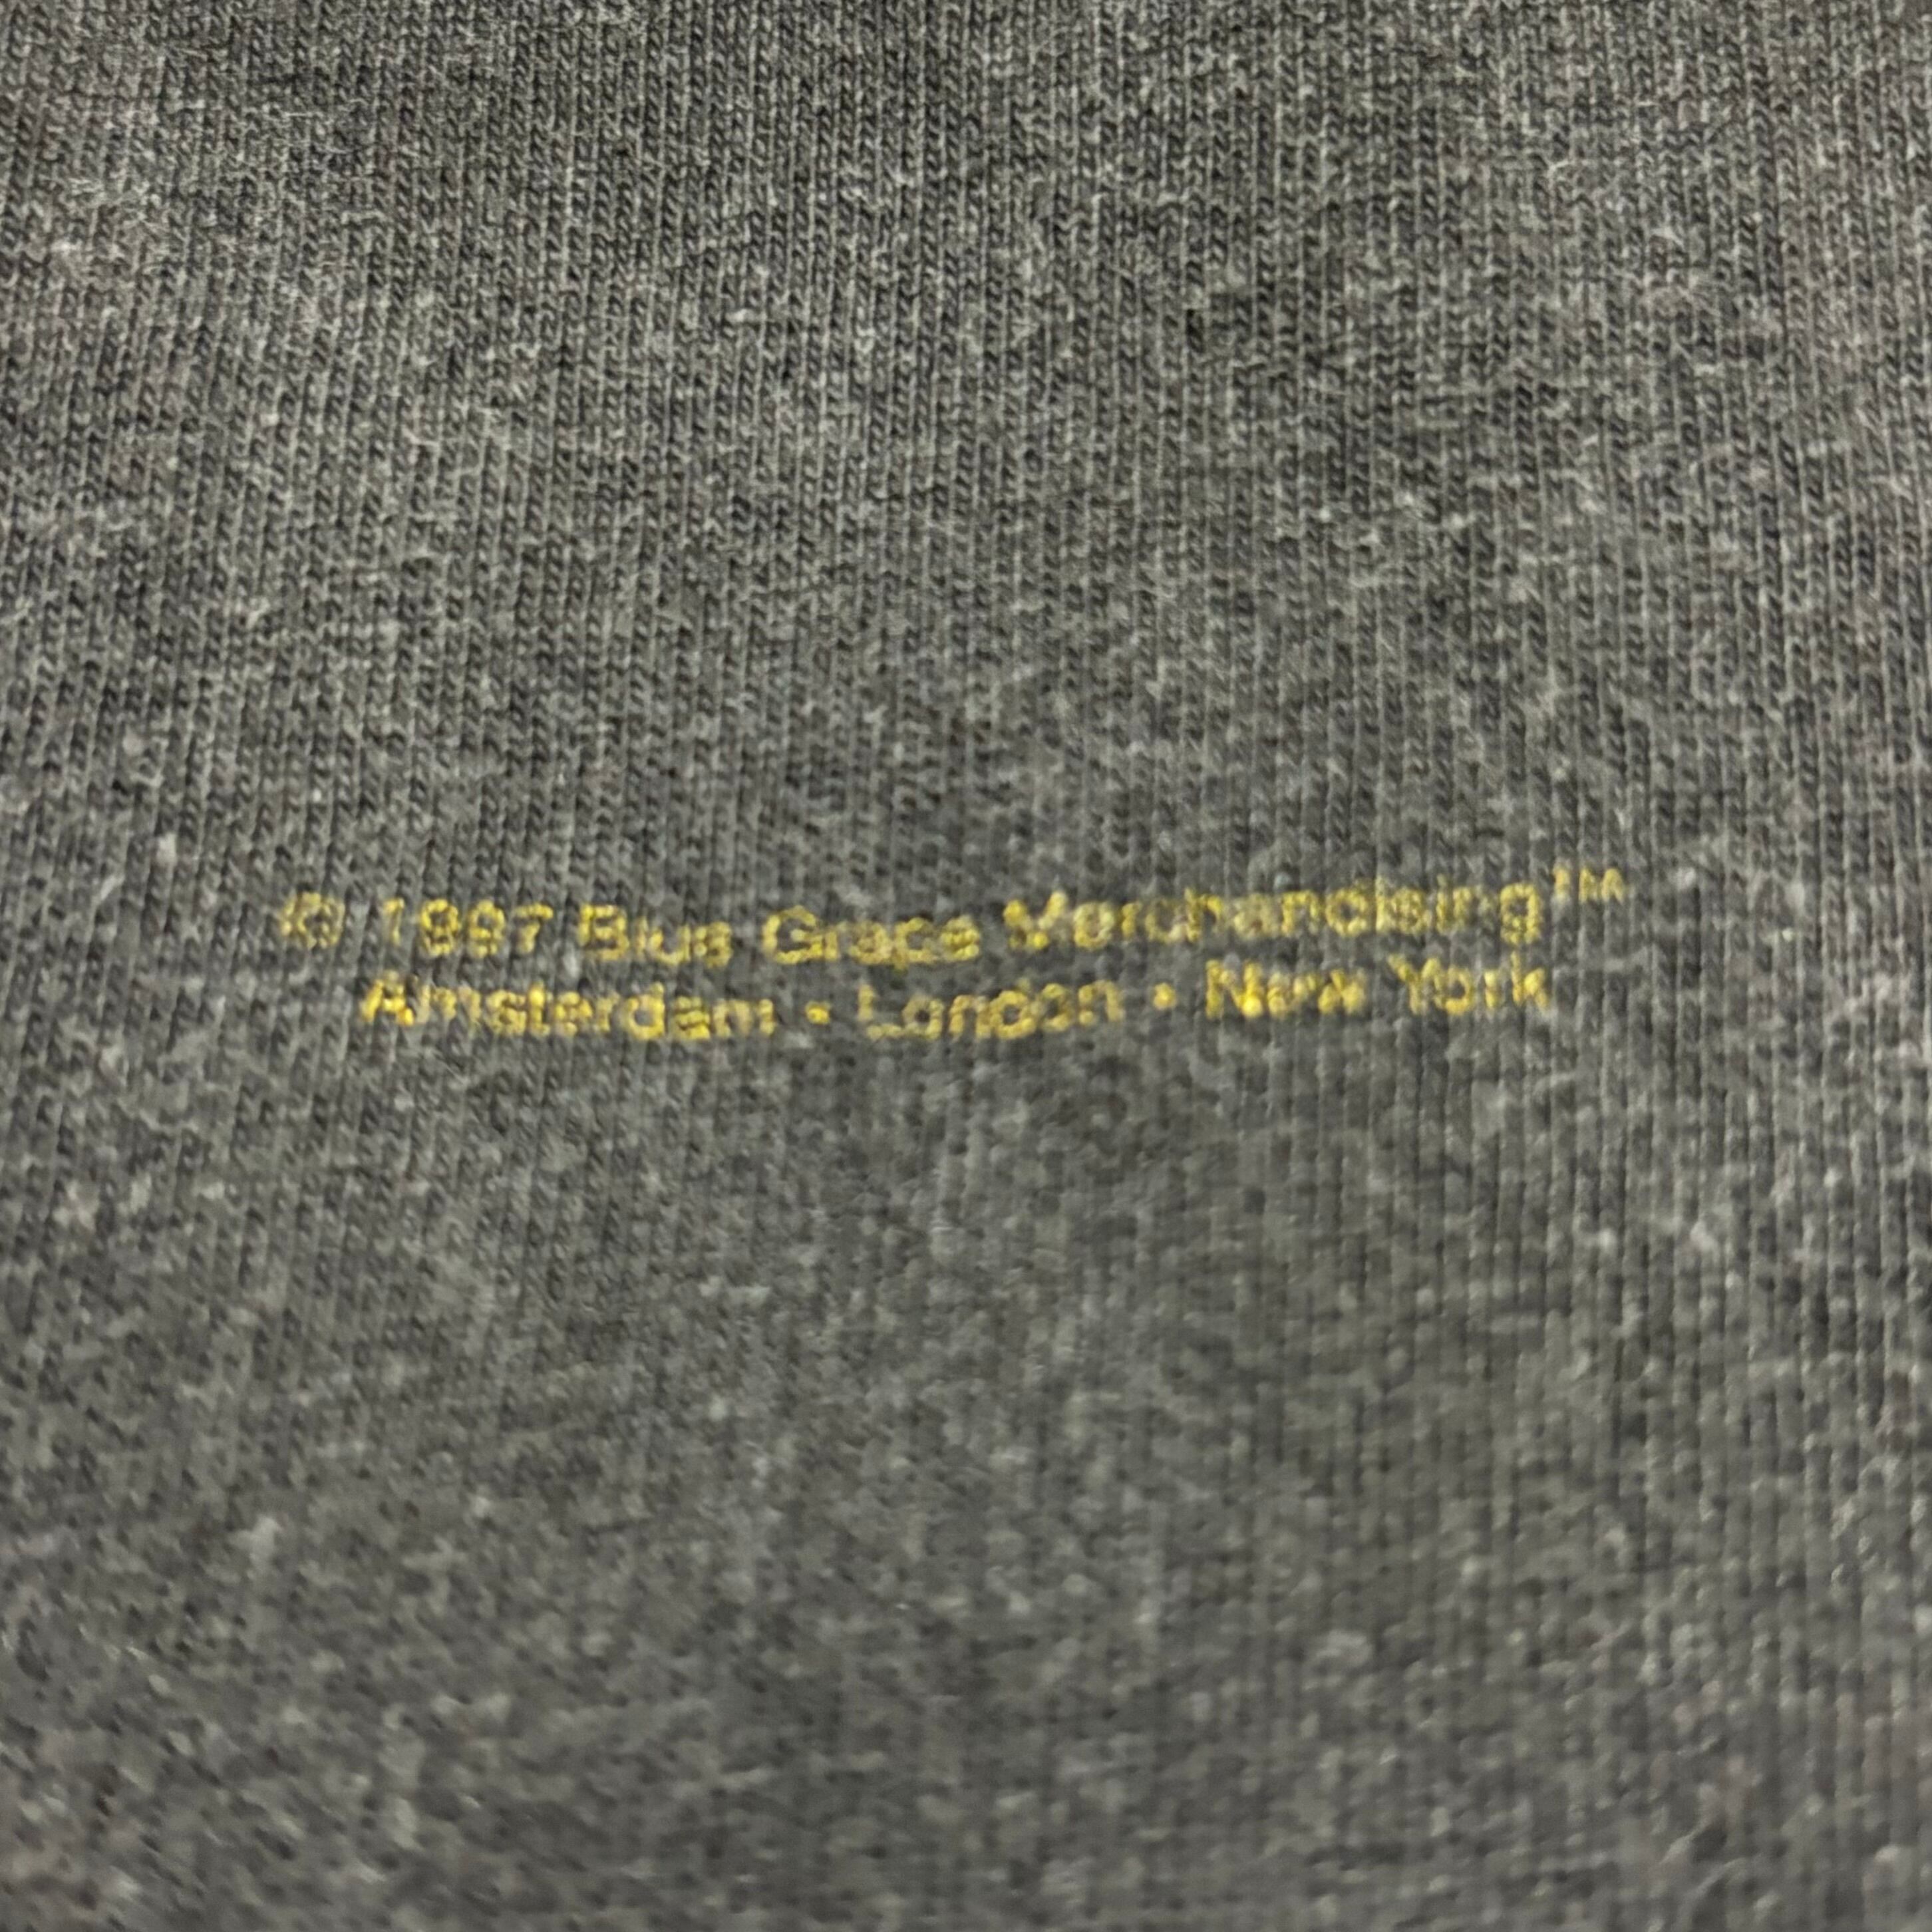 © 1997 Blue Grape Merchandising™
Amsterdam • London • New York